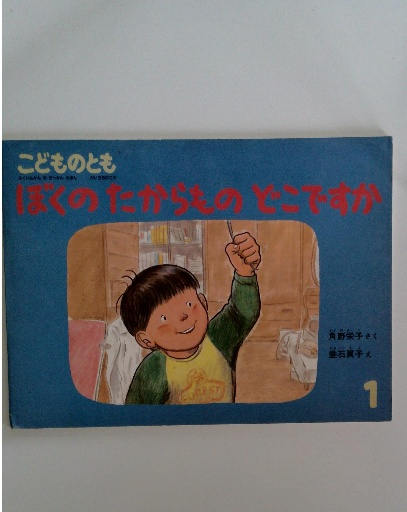 こどものとも
ぼくのたからもの どこですか
角野栄子 さく
垂石眞子 え
1